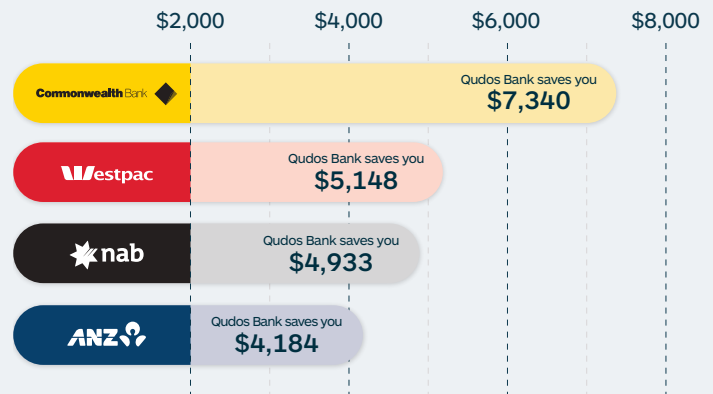 $2,000 $4,000 $6,000 $8,000
CommonwealthBank
Qudos Bank saves you
$7,340
Westpac
Qudos Bank saves you
$5,148
nab
Qudos Bank saves you
$4,933
ANZ
Qudos Bank saves you
$4,184